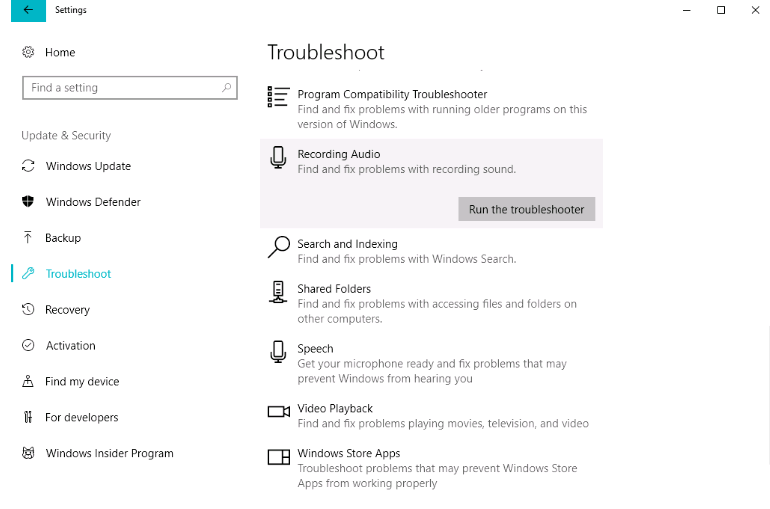 Settings
Home
Find a setting
Update & Security
Windows Update
Windows Defender
Backup
Troubleshoot
Recovery
Activation
Find my device
For developers
Windows Insider Program
Troubleshoot
Program Compatibility Troubleshooter
Find and fix problems with running older programs on this
version of Windows.
Recording Audio
Find and fix problems with recording sound.
Run the troubleshooter
Search and Indexing
Find and fix problems with Windows Search.
Shared Folders
Find and fix problems with accessing files and folders on
other computers.
Speech
Get your microphone ready and fix problems that may
prevent Windows from hearing you
Video Playback
Find and fix problems playing movies, television, and video
Windows Store Apps
Troubleshoot problems that may prevent Windows Store
Apps from working properly